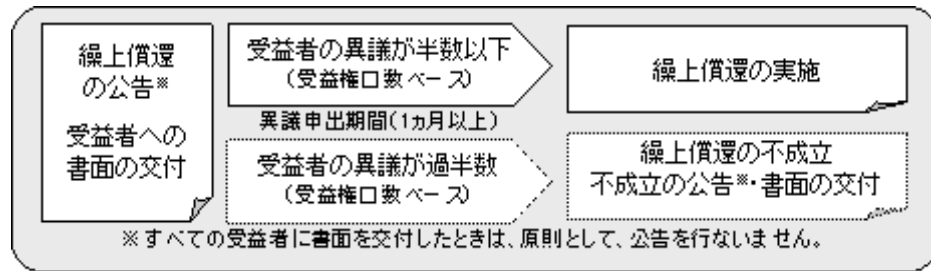 繰上償還
の公告※
受益者への
書面の交付
受益者の異議が半数以下
(受益権口数ベース)
異議申出期間(1ヵ月以上)
受益者の異議が過半数
(受益権口数ベース)
繰上償還の実施
繰上償還の不成立
不成立の公告※・書面の交付
※すべての受益者に書面を交付したときは、原則として、公告を行ないません。